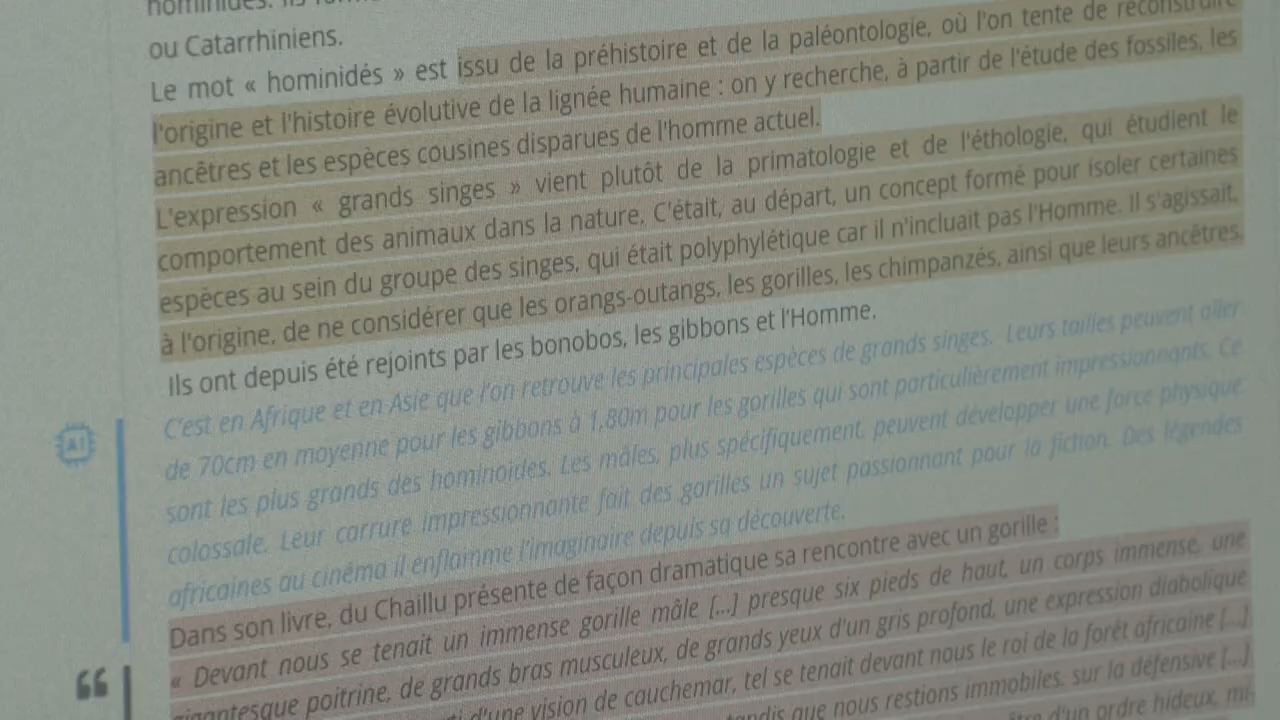 ou Catarrhiniens.
Le mot « hominidés » est issu de la préhistoire et de la paléontologie, où l'on tente de reconstruire
l'origine et l'histoire évolutive de la lignée humaine : on y recherche, à partir de l'étude des fossiles, les
ancêtres et les espèces cousines disparues de l'homme actuel.
L'expression « grands singes » vient plutôt de la primatologie et de l'éthologie, qui étudient le
comportement des animaux dans la nature. C'était, au départ, un concept formé pour isoler certaines
espèces au sein du groupe des singes, qui était polyphylétique car il n'incluait pas l'Homme. Il s'agissait,
à l'origine, de ne considérer que les orangs-outangs, les gorilles, les chimpanzés, ainsi que leurs ancêtres.
Ils ont depuis été rejoints par les bonobos, les gibbons et l'Homme.
C'est en Afrique et en Asie que l'on retrouve les principales espèces de grands singes. Leurs tailles peuvent aller
de 70cm en moyenne pour les gibbons à 1.80m pour les gorilles qui sont particulièrement impressionnants. Ce
sont les plus grands des hominoides. Les mâles, plus spécifiquement, peuvent développer une force physique
colossale. Leur carrure impressionnante fait des gorilles un sujet passionnant pour la fiction. Des légendes
africaines au cinéma il enflamme l'imaginaire depuis sa découverte.
AI
Dans son livre, du Chaillu présente de façon dramatique sa rencontre avec un gorille :
« Devant nous se tenait un immense gorille mâle [...] presque six pieds de haut, un corps immense, une
gigantesque poitrine, de grands bras musculeux, de grands yeux d'un gris profond, une expression diabolique
d'une vision de cauchemar, tel se tenait devant nous le roi de la forêt africaine [...]
tandis que nous restions immobiles, sur la défensive [...]
d'un ordre hideux, mi-